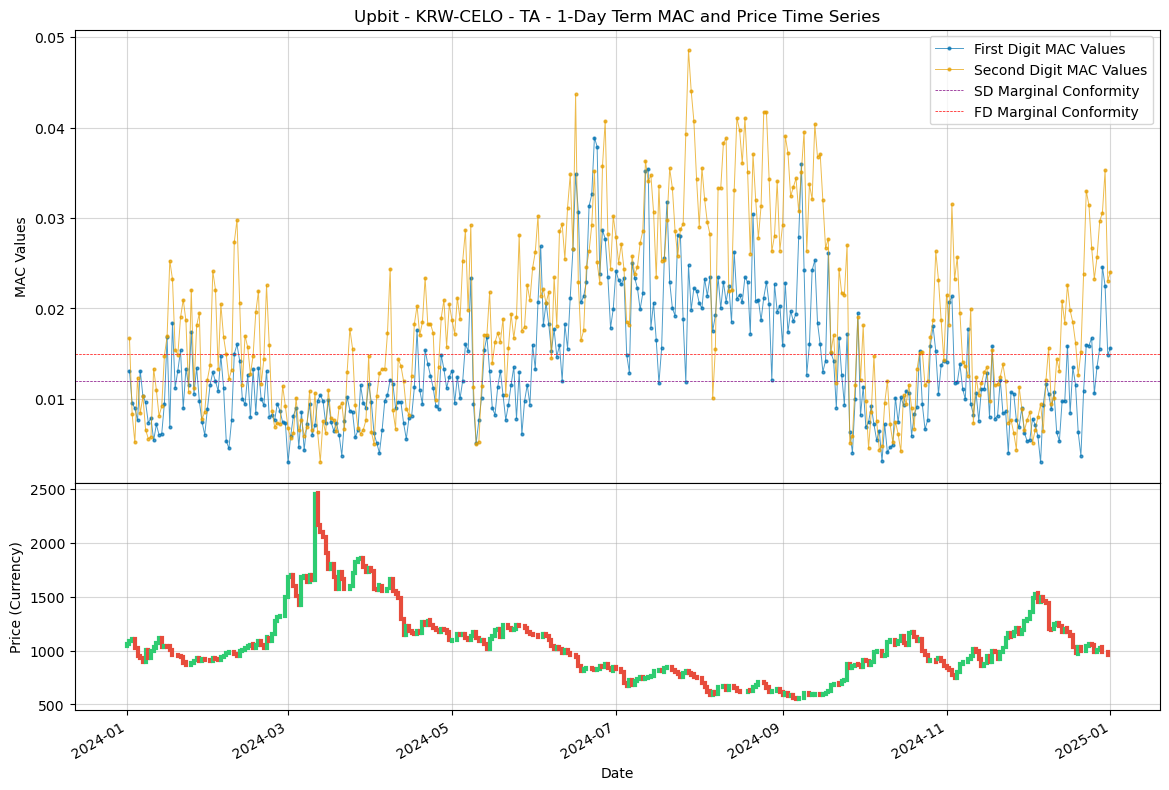 Upbit - KRW-CELO - TA - 1-Day Term MAC and Price Time Series
First Digit MAC Values
Second Digit MAC Values
SD Marginal Conformity
FD Marginal Conformity
MAC Values
0.05
0.04
0.03
0.02
0.01
Price (Currency)
2500
2000
1500
1000
500
2024-01
2024-03
2024-05
2024-07
2024-09
2024-11
2025-01
Date